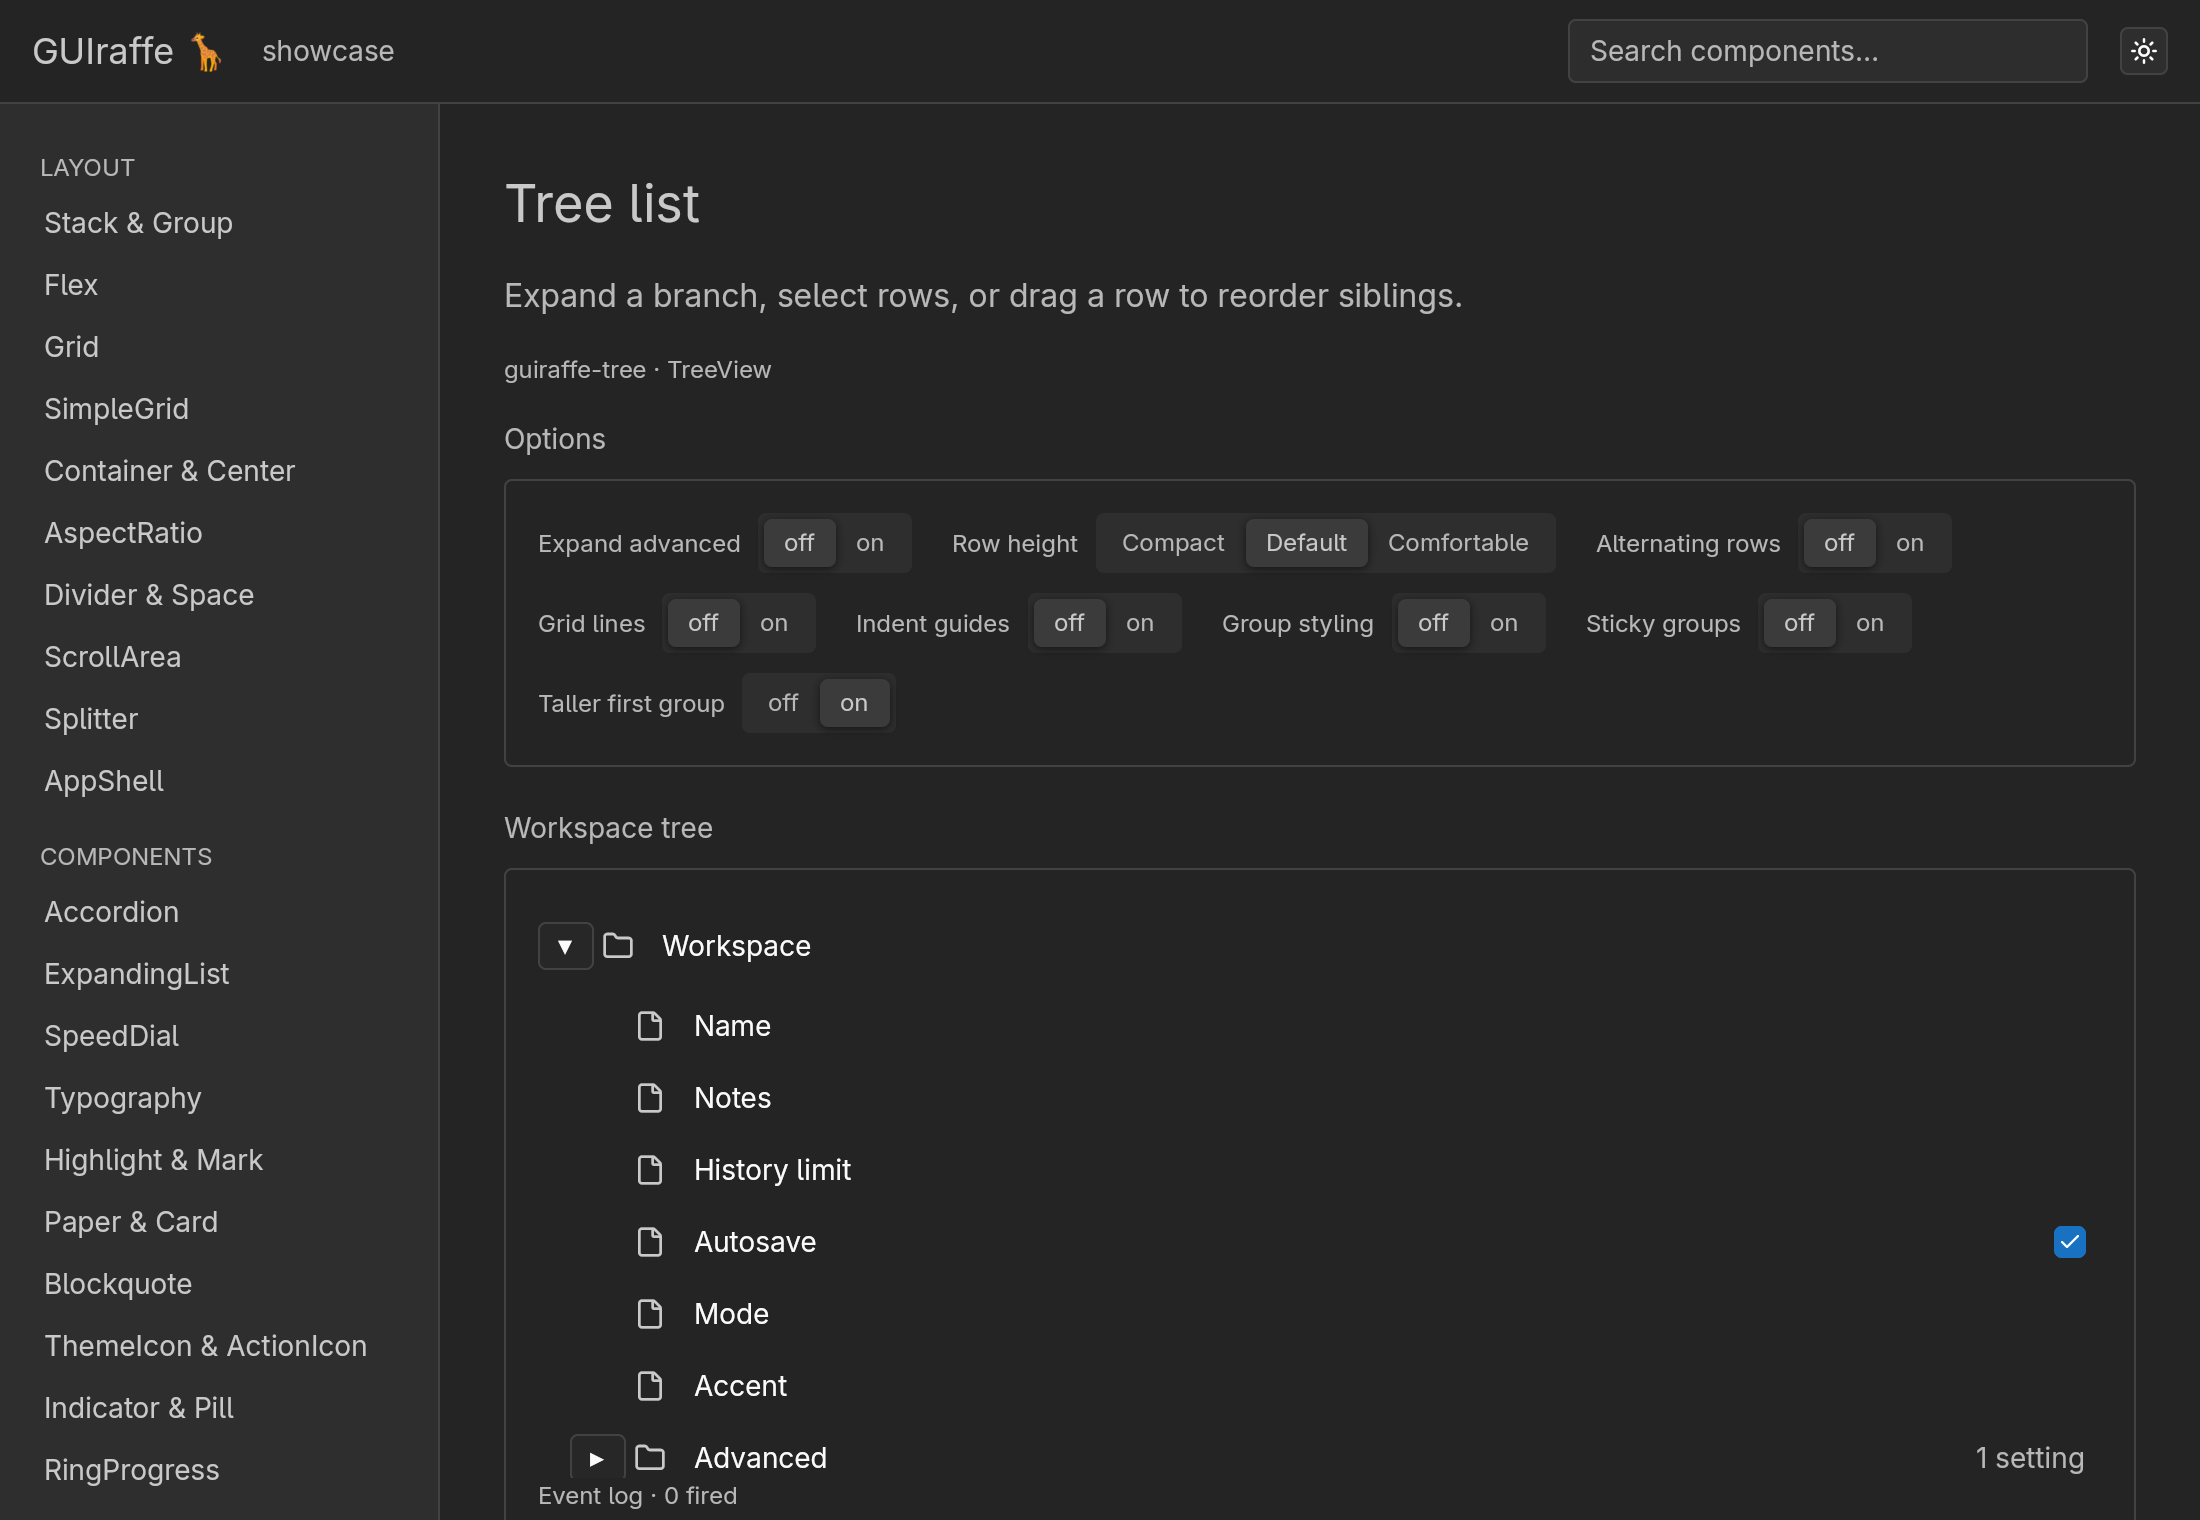 GUIraffe 🦒 showcase Search components...
LAYOUT
Stack & Group
Flex
Grid
SimpleGrid
Container & Center
AspectRatio
Divider & Space
ScrollArea
Splitter
AppShell
COMPONENTS
Accordion
ExpandingList
SpeedDial
Typography
Highlight & Mark
Paper & Card
Blockquote
ThemeIcon & ActionIcon
Indicator & Pill
RingProgress
Tree list
Expand a branch, select rows, or drag a row to reorder siblings.
guiraffe-tree · TreeView
Options
Expand advanced off on Row height Compact Default Comfortable Alternating rows off on
Grid lines off on Indent guides off on Group styling off on Sticky groups off on
Taller first group off on
Workspace tree
Workspace
Name
Notes
History limit
Autosave
Mode
Accent
Advanced 1 setting
Event log · 0 fired